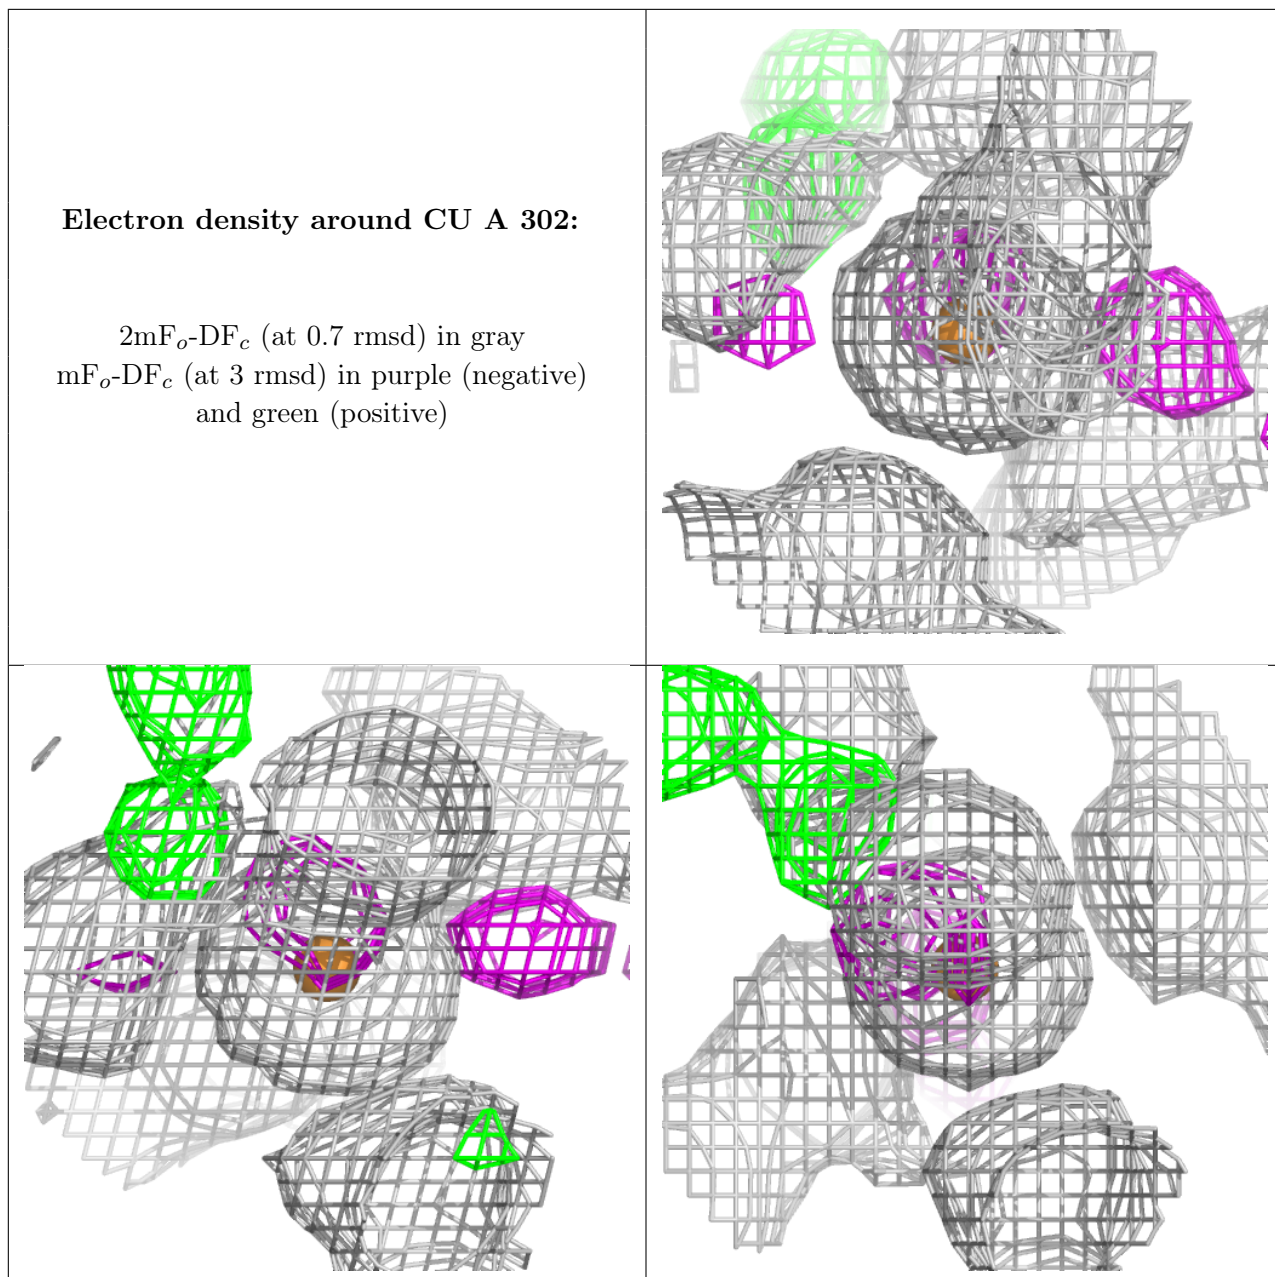 Electron density around CU A 302:
2mFo-DFc (at 0.7 rmsd) in gray
mFo-DFc (at 3 rmsd) in purple (negative)
and green (positive)